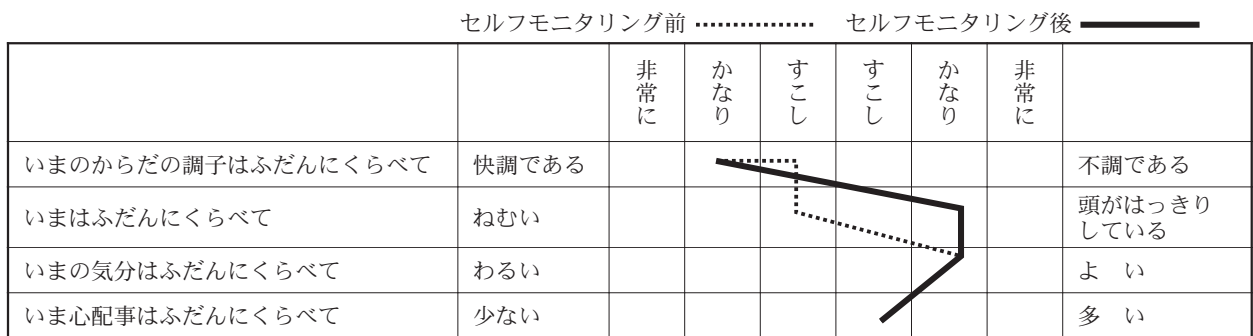 セルフモニタリング前 セルフモニタリング後
非常に かなり すこし すこし かなり 非常に
いまのからだの調子はふだんにくらべて 快調である 不調である
いまはふだんにくらべて ねむい 頭がはっきり
している
いまの気分はふだんにくらべて わるい よ い
いま心配事はふだんにくらべて 少ない 多 い